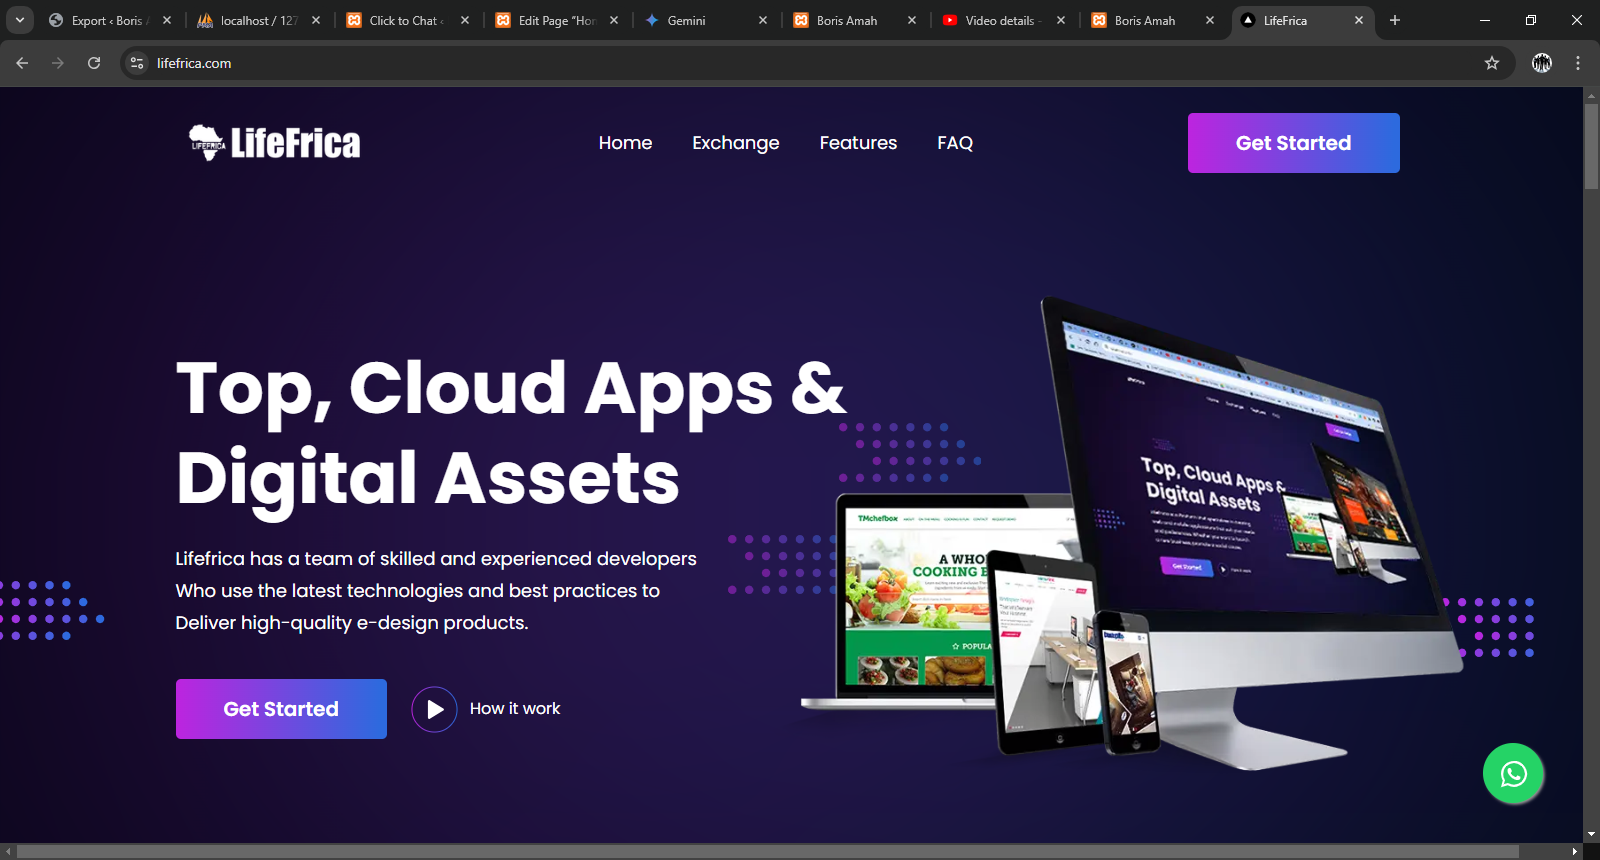 Export ‹ Boris A
localhost / 127
Click to Chat ‹
Edit Page “Hon
Gemini
Boris Amah
Video details -
Boris Amah
LifeFrica
lifefrica.com
LIFEFRICA
LifeFrica
Home
Exchange
Features
FAQ
Get Started
Top, Cloud Apps &
Digital Assets
Lifefrica has a team of skilled and experienced developers
Who use the latest technologies and best practices to
Deliver high-quality e-design products.
Get Started
How it work
TMchefbox
ABOUT
CONTACT
A WHO
COOKING E
POPULA
Top, Cloud Apps &
Digital Assets
Get Started